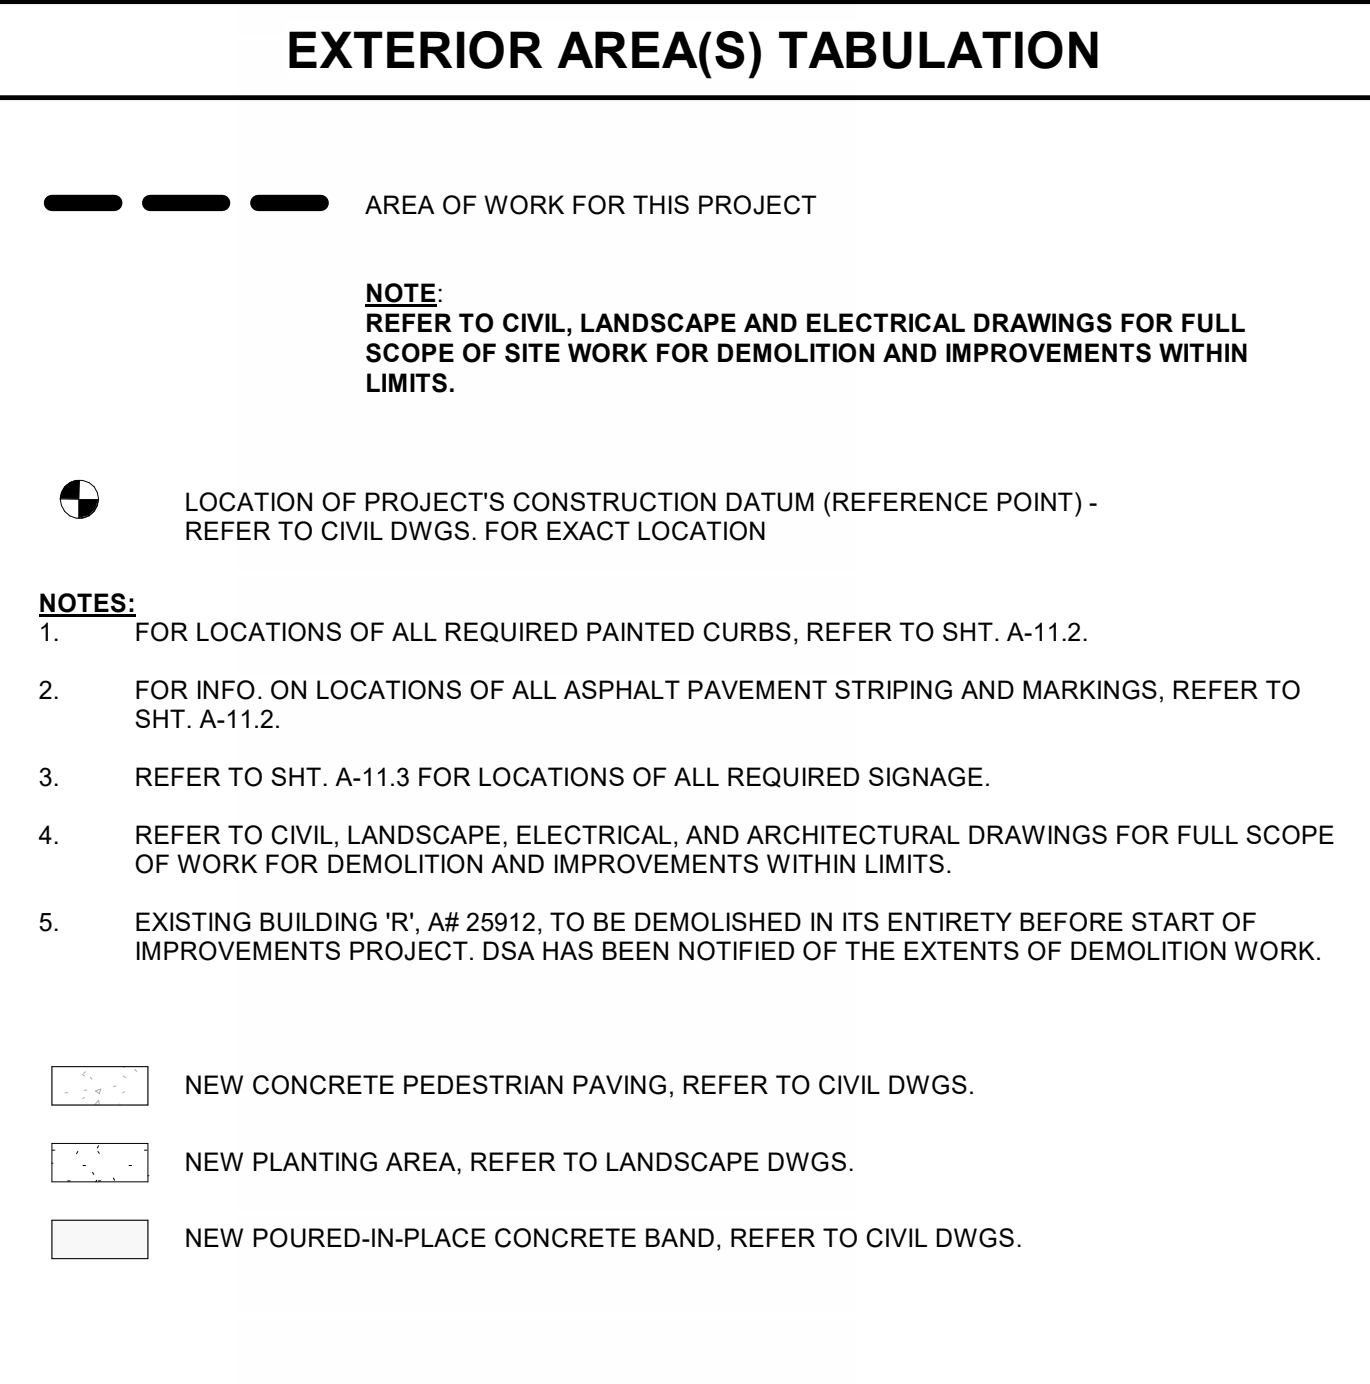 EXTERIOR AREA(S) TABULATION
AREA OF WORK FOR THIS PROJECT
NOTE:
REFER TO CIVIL, LANDSCAPE AND ELECTRICAL DRAWINGS FOR FULL
SCOPE OF SITE WORK FOR DEMOLITION AND IMPROVEMENTS WITHIN
LIMITS.
LOCATION OF PROJECT'S CONSTRUCTION DATUM (REFERENCE POINT) -
REFER TO CIVIL DWGS. FOR EXACT LOCATION
NOTES:
1. FOR LOCATIONS OF ALL REQUIRED PAINTED CURBS, REFER TO SHT. A-11.2.
2. FOR INFO. ON LOCATIONS OF ALL ASPHALT PAVEMENT STRIPING AND MARKINGS, REFER TO
SHT. A-11.2.
3. REFER TO SHT. A-11.3 FOR LOCATIONS OF ALL REQUIRED SIGNAGE.
4. REFER TO CIVIL, LANDSCAPE, ELECTRICAL, AND ARCHITECTURAL DRAWINGS FOR FULL SCOPE
OF WORK FOR DEMOLITION AND IMPROVEMENTS WITHIN LIMITS.
5. EXISTING BUILDING 'R', A# 25912, TO BE DEMOLISHED IN ITS ENTIRETY BEFORE START OF
IMPROVEMENTS PROJECT. DSA HAS BEEN NOTIFIED OF THE EXTENTS OF DEMOLITION WORK.
NEW CONCRETE PEDESTRIAN PAVING, REFER TO CIVIL DWGS.
NEW PLANTING AREA, REFER TO LANDSCAPE DWGS.
NEW POURED-IN-PLACE CONCRETE BAND, REFER TO CIVIL DWGS.